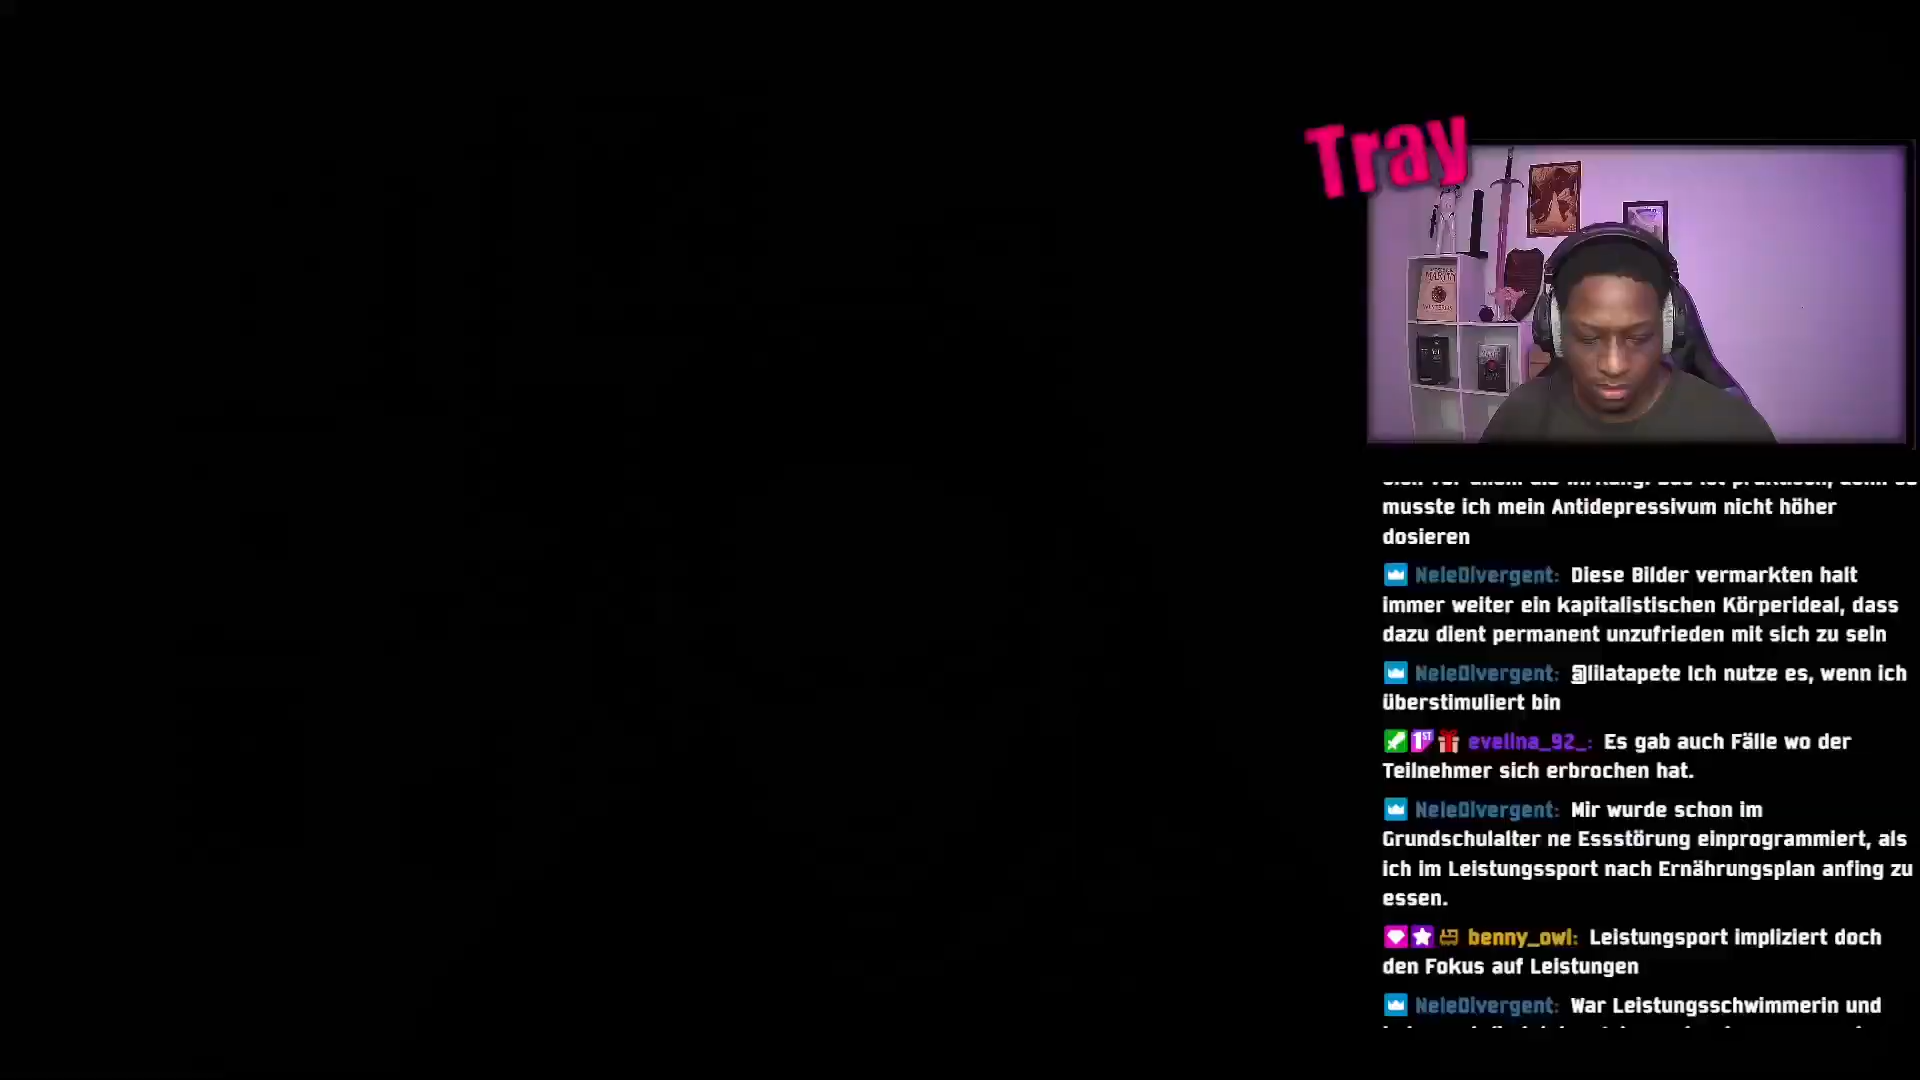 Tray
musste ich mein Antidepressivum nicht höher
dosieren
NeleDivergent: Diese Bilder vermarkten halt
immer weiter ein kapitalistischen Körperideal, dass
dazu dient permanent unzufrieden mit sich zu sein
NeleDivergent: @lilatapete Ich nutze es, wenn ich
überstimuliert bin
1ST evelina_92_: Es gab auch Fälle wo der
Teilnehmer sich erbrochen hat.
NeleDivergent: Mir wurde schon im
Grundschulalter ne Essstörung einprogrammiert, als
ich im Leistungssport nach Ernährungsplan anfing zu
essen.
benny_owl: Leistungsport impliziert doch
den Fokus auf Leistungen
NeleDivergent: War Leistungsschwimmerin und